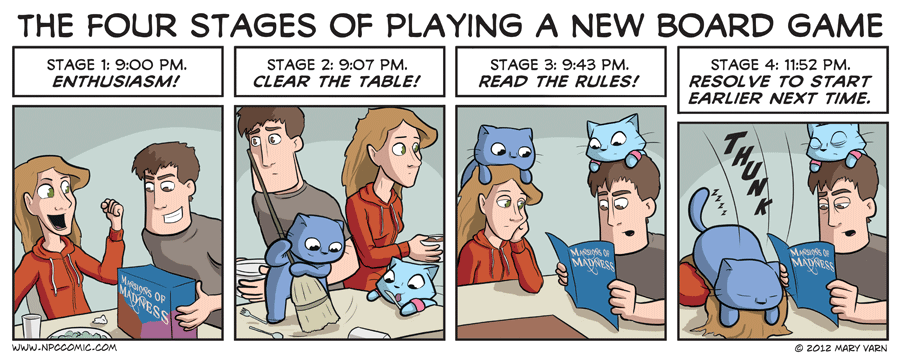 THE FOUR STAGES OF PLAYING A NEW BOARD GAME
STAGE 1: 9:00 PM.
ENTHUSIASM!
STAGE 2: 9:07 PM.
CLEAR THE TABLE!
STAGE 3: 9:43 PM.
READ THE RULES!
STAGE 4: 11:52 PM.
RESOLVE TO START
EARLIER NEXT TIME.
MANSIONS OF
MADNESS
MANSIONS OF
MADNESS
THUNK
ZZZZ
MANSIONS OF
MADNESS
WWW.NPCCOMIC.COM
© 2012 MARY VARN